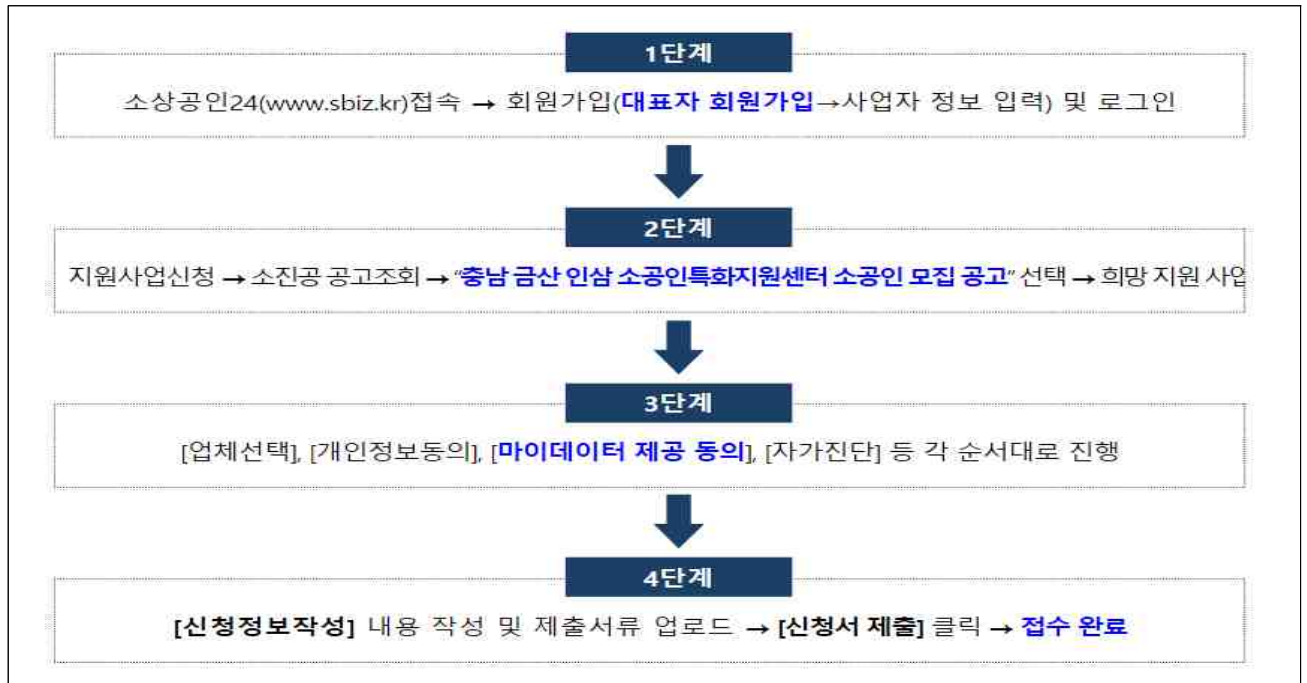 1단계
소상공인24(www.sbiz.kr)접속 → 회원가입(대표자 회원가입→사업자 정보 입력) 및 로그인
2단계
지원사업신청 → 소진공 공고조회 → “충남 금산 인삼 소공인특화지원센터 소공인 모집 공고” 선택 → 희망 지원 사업
3단계
[업체선택], [개인정보동의], [마이데이터 제공 동의], [자가진단] 등 각 순서대로 진행
4단계
[신청정보작성] 내용 작성 및 제출서류 업로드 → [신청서 제출] 클릭 → 접수 완료